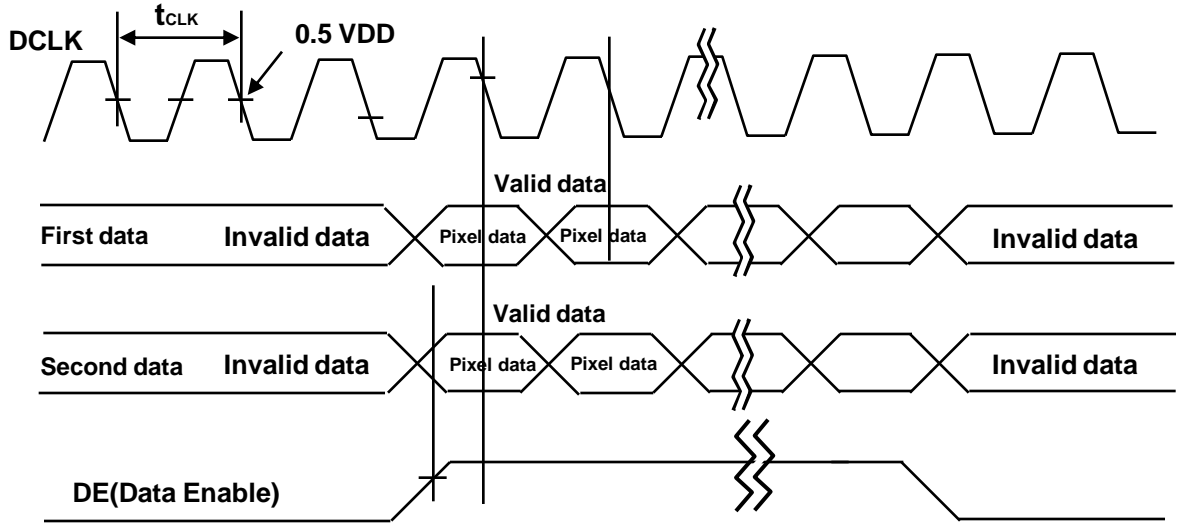 tCLK
DCLK
0.5 VDD
Valid data
First data
Invalid data
Pixel data
Pixel data
Invalid data
Valid data
Second data
Invalid data
Pixel data
Pixel data
Invalid data
DE(Data Enable)